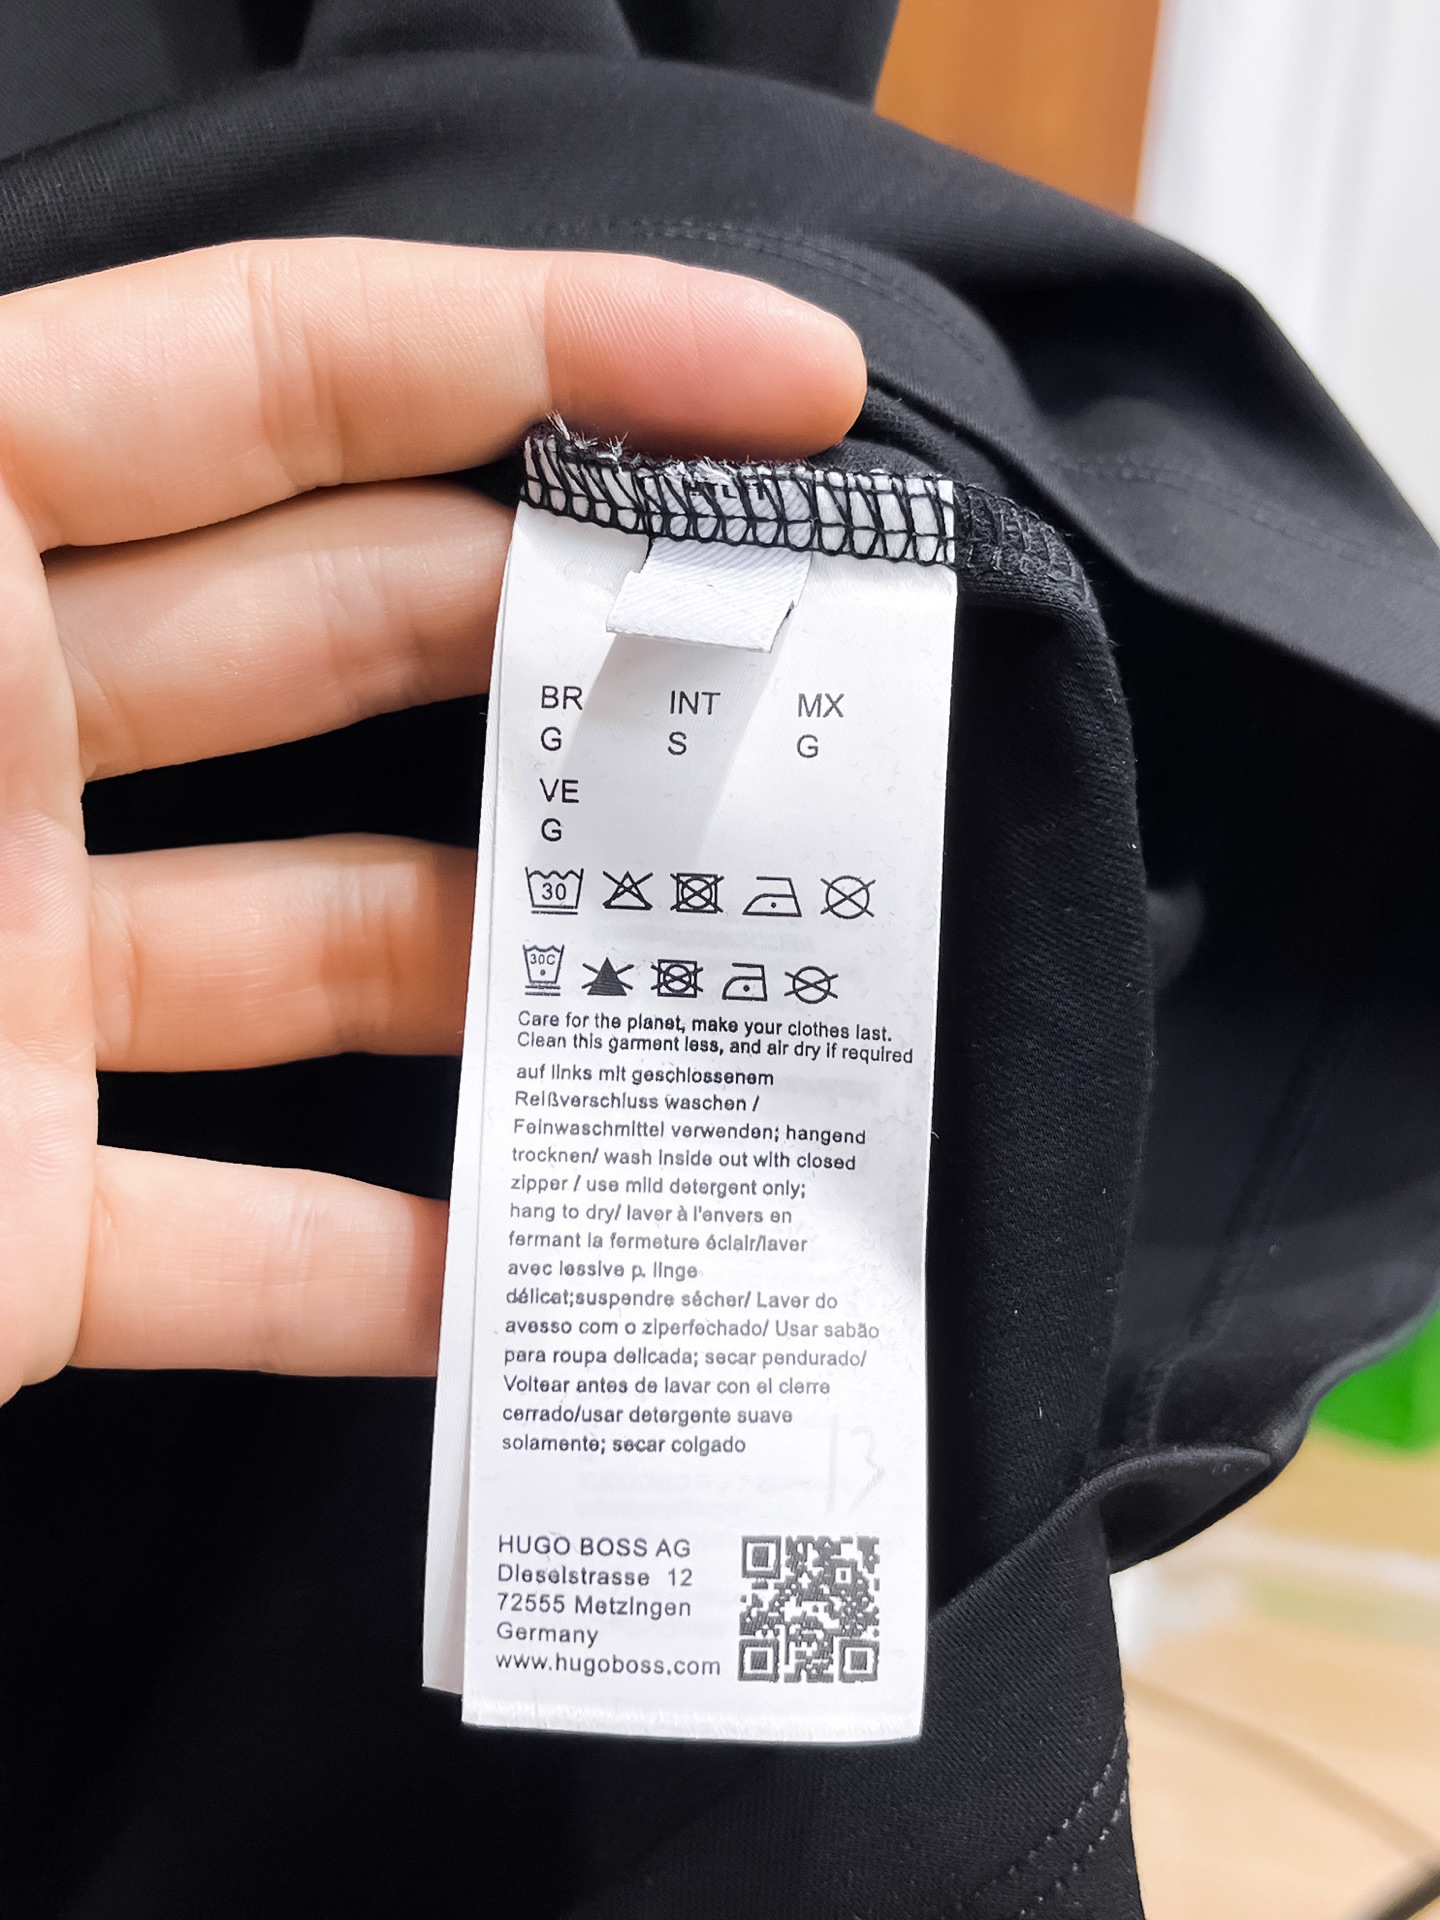 BR INT MX
G S G
VE
G
30
30C
Care for the planet, make your clothes last.
Clean this garment less, and air dry if required
auf links mit geschlossenem
Reißverschluss waschen /
Feinwaschmittel verwenden; hangend
trocknen/ wash inside out with closed
zipper / use mild detergent only;
hang to dry/ laver à l'envers en
fermant la fermeture éclair/laver
avec lessive p. linge
délicat;suspendre sécher/ Laver do
avesso com o ziperfechado/ Usar sabão
para roupa delicada; secar pendurado/
Voltear antes de lavar con el cierre
cerrado/usar detergente suave
solamente; secar colgado
HUGO BOSS AG
Dieselstrasse 12
72555 Metzingen
Germany
www.hugoboss.com